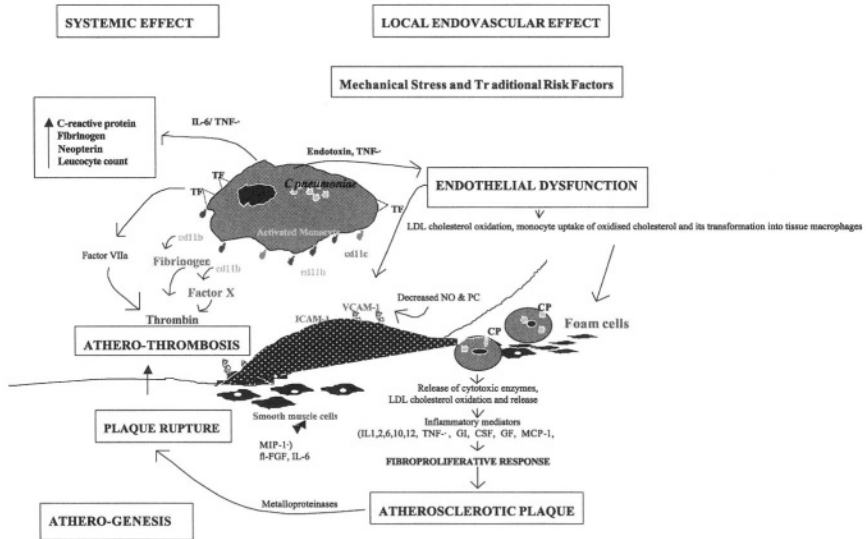 SYSTEMIC EFFECT
LOCAL ENDOVASCULAR EFFECT
Mechanical Stress and Tr aditional Risk Factors
IL-6/ TNF-·
C-reactive protein
Fibrinogen
Neopterin
Leucocyte count
Endotoxin, TNF-
TF
C pneumoniae
TF
TF
ENDOTHELIAL DYSFUNCTION
LDL cholesterol oxidation, monocyte uptake of oxidised cholesterol and its transformation into tissue macrophages
Activated Monocyte
cd11b
cd11c
Factor VIIa
Fibrinogen
cd11b
cd11b
Factor X
Decreased NO & PC
VCAM-1
ICAM-1
CP
CP
Foam cells
Thrombin
ATHERO-THROMBOSIS
Release of cytotoxic enzymes,
LDL cholesterol oxidation and release
Smooth muscle cells
PLAQUE RUPTURE
Inflammatory mediators
(IL1,2,6,10,12, TNF-·, GI, CSF, GF, MCP-1,
MIP-1·)
fl-FGF, IL-6
FIBROPROLIFERATIVE RESPONSE
Metalloproteinases
ATHEROSCLEROTIC PLAQUE
ATHERO-GENESIS